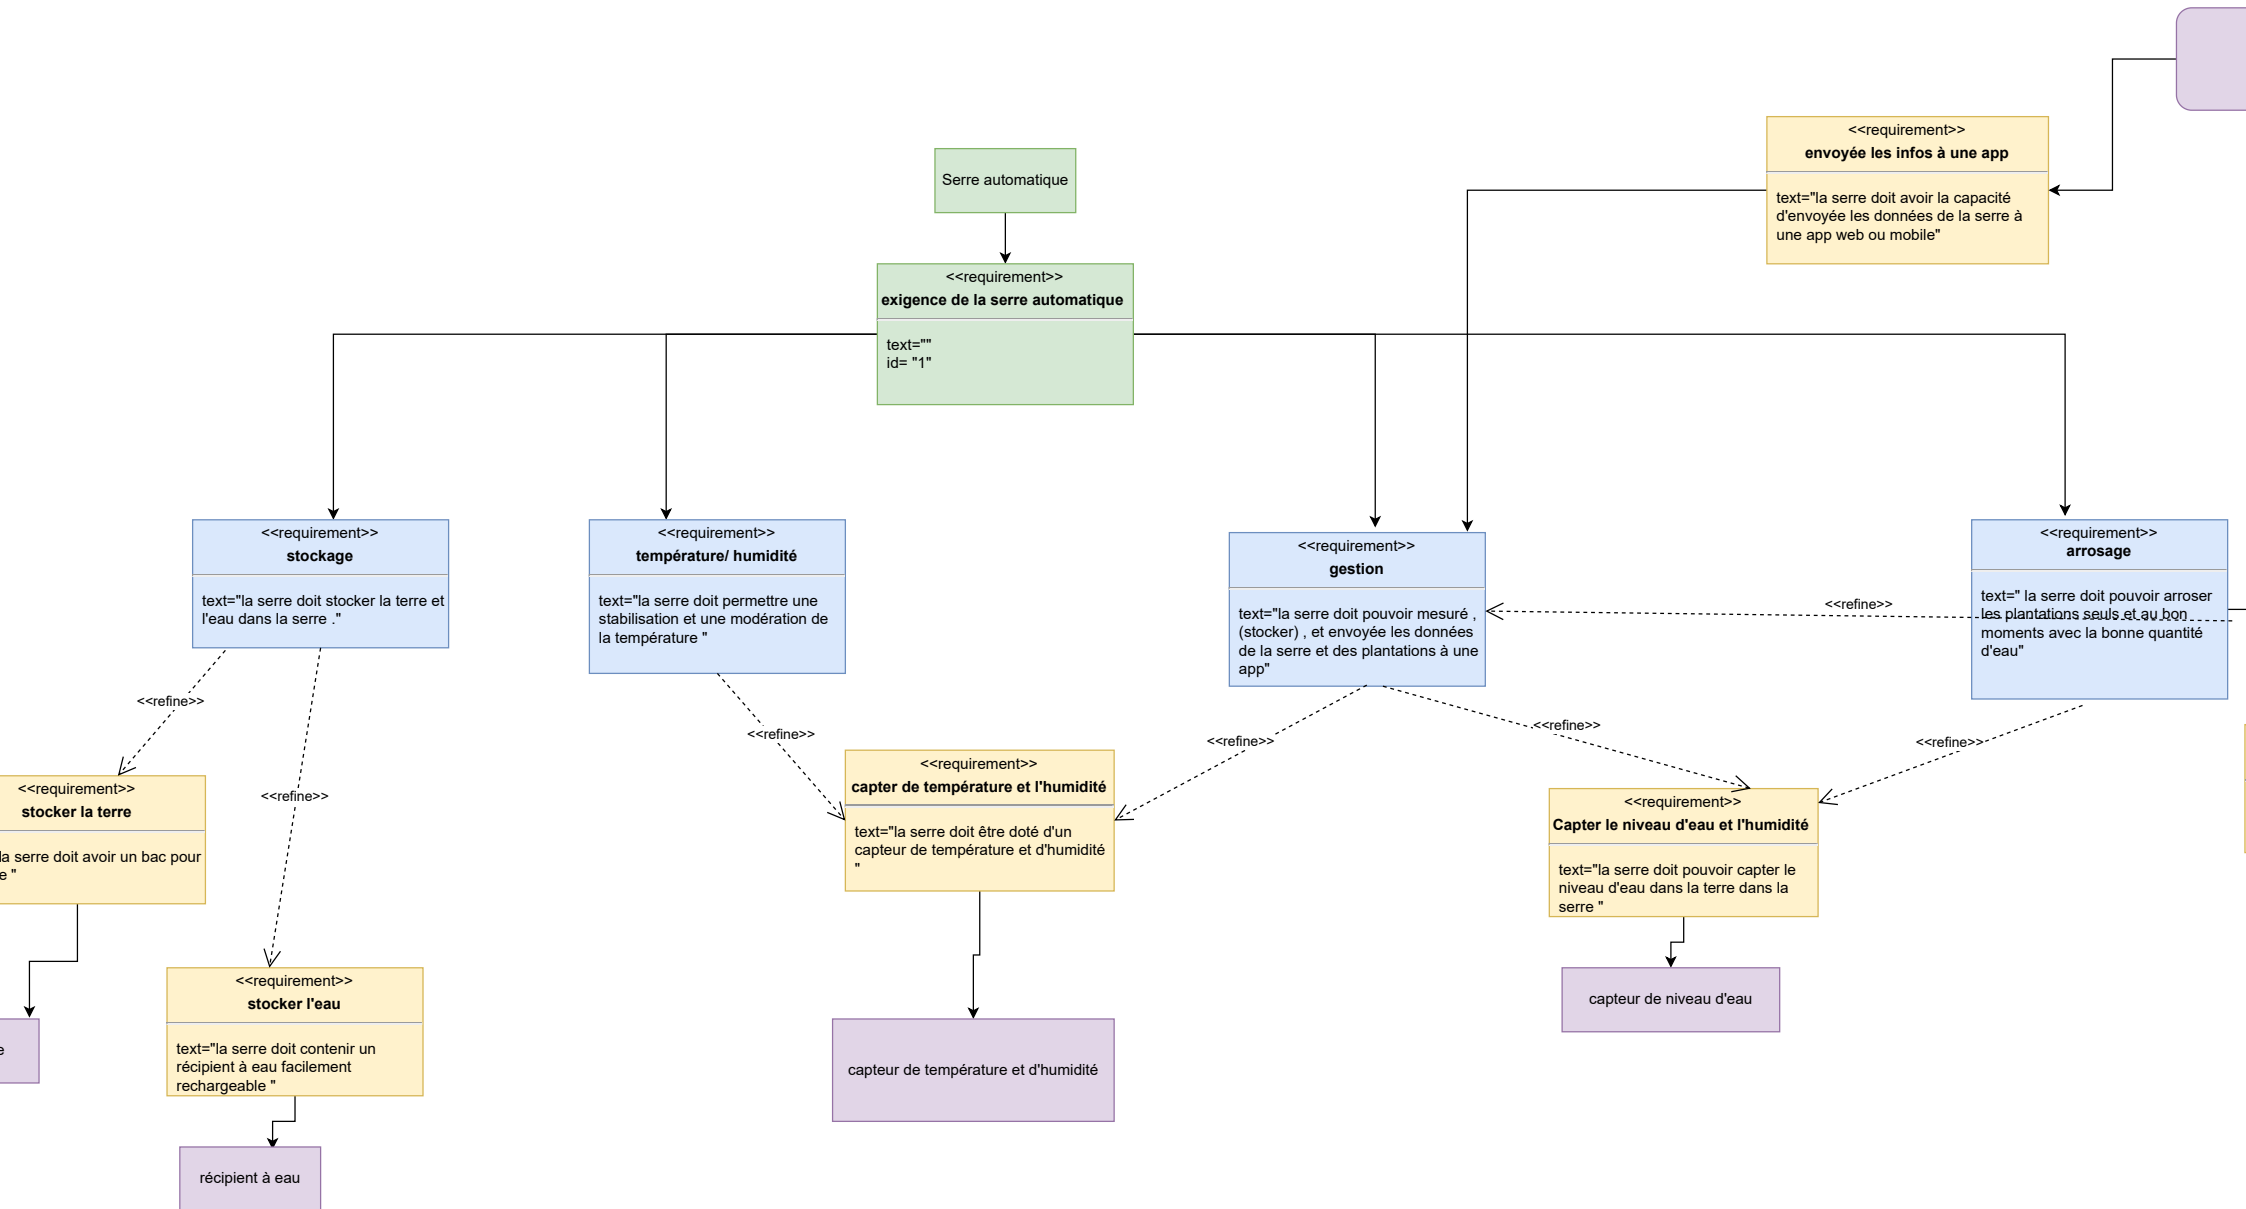 <<requirement>>
envoyée les infos à une app
text="la serre doit avoir la capacité
d'envoyée les données de la serre à
une app web ou mobile"
Serre automatique
<<requirement>>
exigence de la serre automatique
text=""
id= "1"
<<requirement>>
stockage
text="la serre doit stocker la terre et
l'eau dans la serre ."
<<requirement>>
température/ humidité
text="la serre doit permettre une
stabilisation et une modération de
la température "
<<requirement>>
gestion
text="la serre doit pouvoir mesuré ,
(stocker) , et envoyée les données
de la serre et des plantations à une
app"
<<refine>>
<<requirement>>
arrosage
text=" la serre doit pouvoir arroser
les plantations seuls et au bon
moments avec la bonne quantité
d'eau"
<<refine>>
<<refine>>
<<refine>>
<<refine>>
<<refine>>
<<refine>>
<<requirement>>
stocker la terre
la serre doit avoir un bac pour
e "
<<requirement>>
capter de température et l'humidité
text="la serre doit être doté d'un
capteur de température et d'humidité
"
<<requirement>>
Capter le niveau d'eau et l'humidité
text="la serre doit pouvoir capter le
niveau d'eau dans la terre dans la
serre "
<<requirement>>
stocker l'eau
text="la serre doit contenir un
récipient à eau facilement
rechargeable "
capteur de niveau d'eau
e
capteur de température et d'humidité
récipient à eau